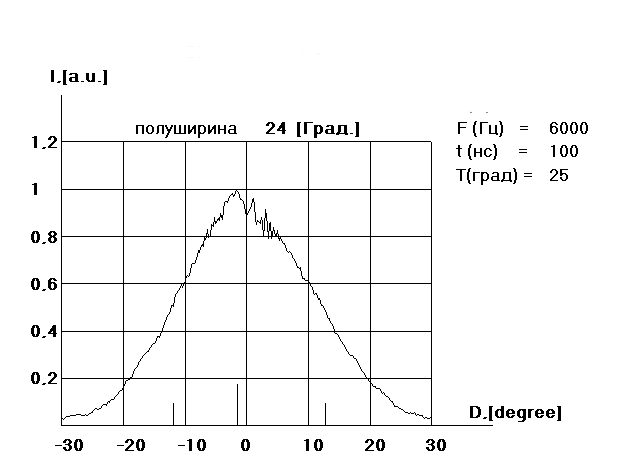 I,[a.u.]
полуширина 24 [Град.]
F (Гц) = 6000
t (нс) = 100
T(град) = 25
1,2
1
0.8
0.6
0.4
0.2
D,[degree]
-30 -20 -10 0 10 20 30